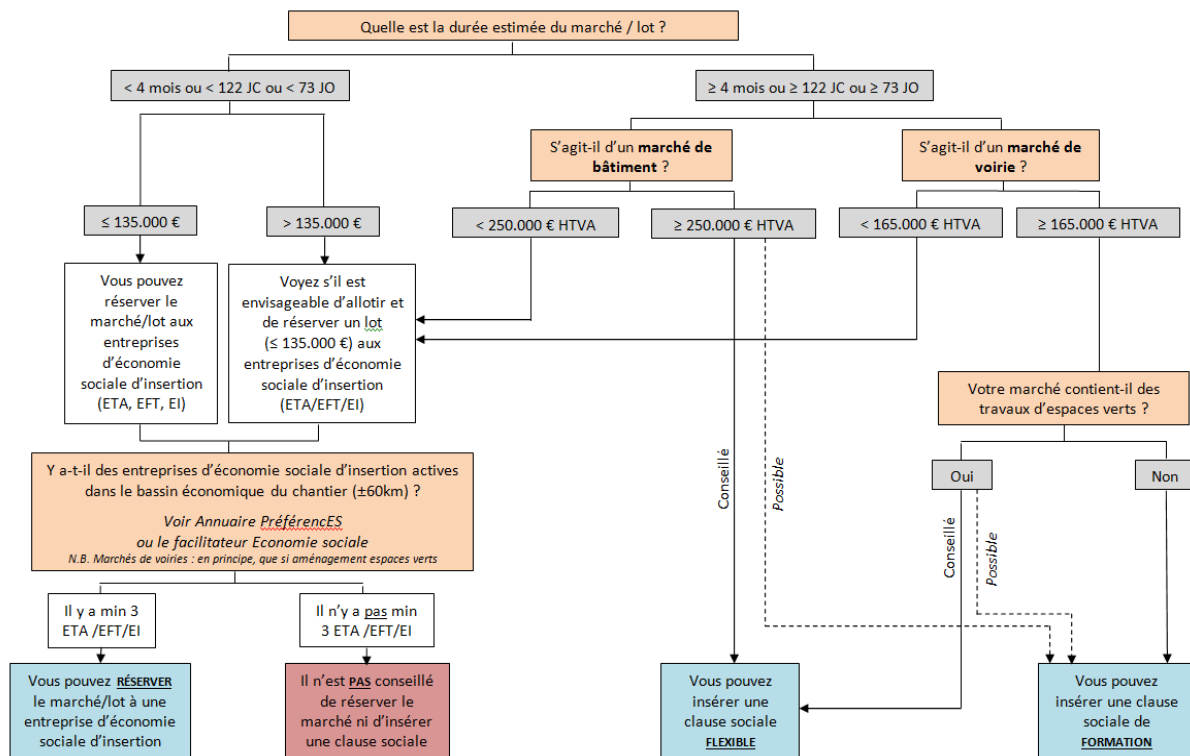 Quelle est la durée estimée du marché / lot ?
< 4 mois ou < 122 JC ou < 73 JO
≥ 4 mois ou ≥ 122 JC ou ≥ 73 JO
S'agit-il d'un marché de
bâtiment ?
S'agit-il d'un marché de
voirie ?
≤ 135.000 €
> 135.000 €
< 250.000 € HTVA
≥ 250.000 € HTVA
< 165.000 € HTVA
≥ 165.000 € HTVA
Vous pouvez
réserver le
marché/lot aux
entreprises
d'économie
sociale d'insertion
(ETA, EFT, EI)
Voyez s'il est
envisageable d'allotir et
de réserver un lot
(≤ 135.000 €) aux
entreprises d'économie
sociale d'insertion
(ETA/EFT/EI)
Votre marché contient-il des
travaux d'espaces verts ?
Oui
Non
Conseillé
Possible
Conseillé
Possible
Y a-t-il des entreprises d'économie sociale d'insertion actives
dans le bassin économique du chantier (±60km) ?
Voir Annuaire PréférencES
ou le facilitateur Economie sociale
N.B. Marchés de voiries : en principe, que si aménagement espaces verts
Il y a min 3
ETA /EFT/EI
Il n'y a pas min
3 ETA /EFT/EI
Vous pouvez RÉSERVER
le marché/lot à une
entreprise d'économie
sociale d'insertion
Il n'est PAS conseillé
de réserver le
marché ni d'insérer
une clause sociale
Vous pouvez
insérer une
clause sociale
FLEXIBLE
Vous pouvez
insérer une clause
sociale de
FORMATION